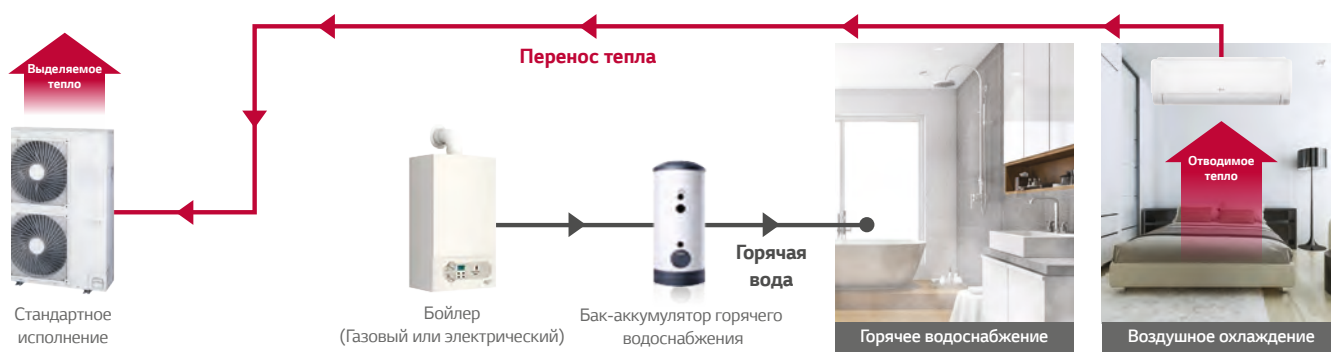 Перенос тепла
Выделяемое
тепло
Отводимое
тепло
Горячая
вода
Стандартное
исполнение
Бойлер
(Газовый или электрический)
Бак-аккумулятор горячего
водоснабжения
Горячее водоснабжение
Воздушное охлаждение